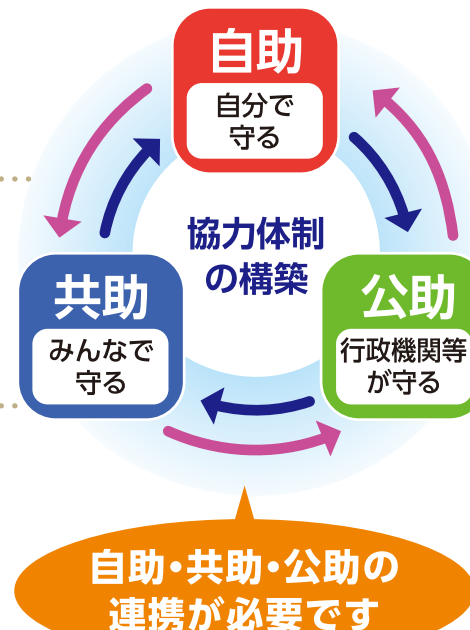 自助
自分で
守る
協力体制
の構築
共助
みんなで
守る
公助
行政機関等
が守る
自助・共助・公助の
連携が必要です